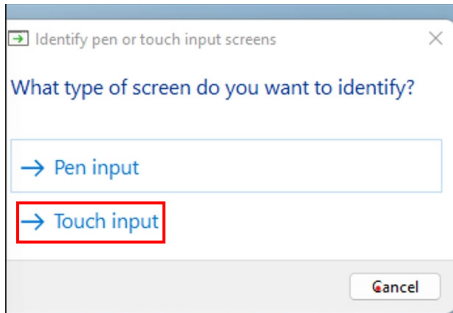 Identify pen or touch input screens
What type of screen do you want to identify?
Pen input
Touch input
Cancel